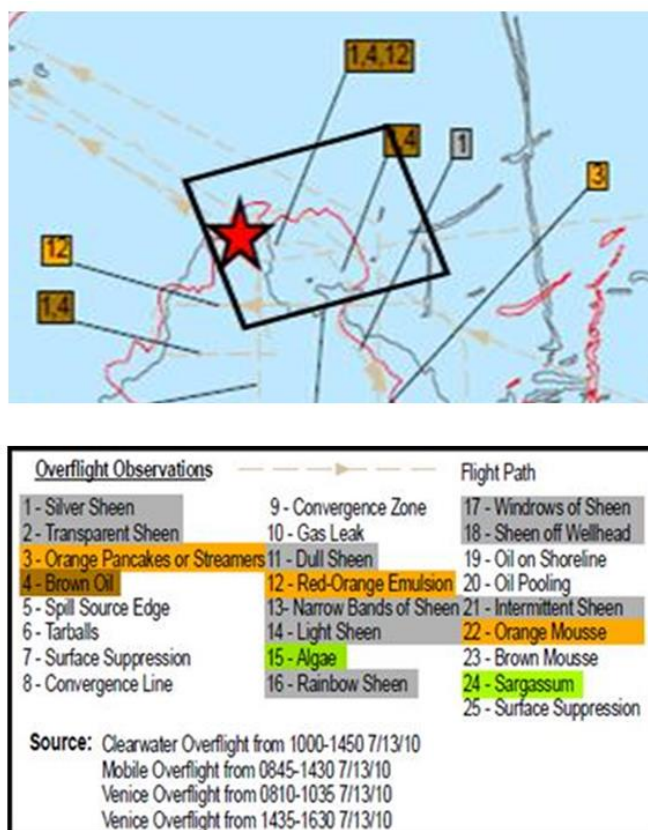 1,4,12
1,4
1
3
12
1,4
Overflight Observations
Flight Path
1 - Silver Sheen
2 - Transparent Sheen
3 - Orange Pancakes or Streamers
4 - Brown Oil
5 - Spill Source Edge
6 - Tarballs
7 - Surface Suppression
8 - Convergence Line
9 - Convergence Zone
10 - Gas Leak
11 - Dull Sheen
12 - Red-Orange Emulsion
13- Narrow Bands of Sheen
14 - Light Sheen
15 - Algae
16 - Rainbow Sheen
17 - Windrows of Sheen
18 - Sheen off Wellhead
19 - Oil on Shoreline
20 - Oil Pooling
21 - Intermittent Sheen
22 - Orange Mousse
23 - Brown Mousse
24 - Sargassum
25 - Surface Suppression
Source: Clearwater Overflight from 1000-1450 7/13/10
Mobile Overflight from 0845-1430 7/13/10
Venice Overflight from 0810-1035 7/13/10
Venice Overflight from 1435-1630 7/13/10